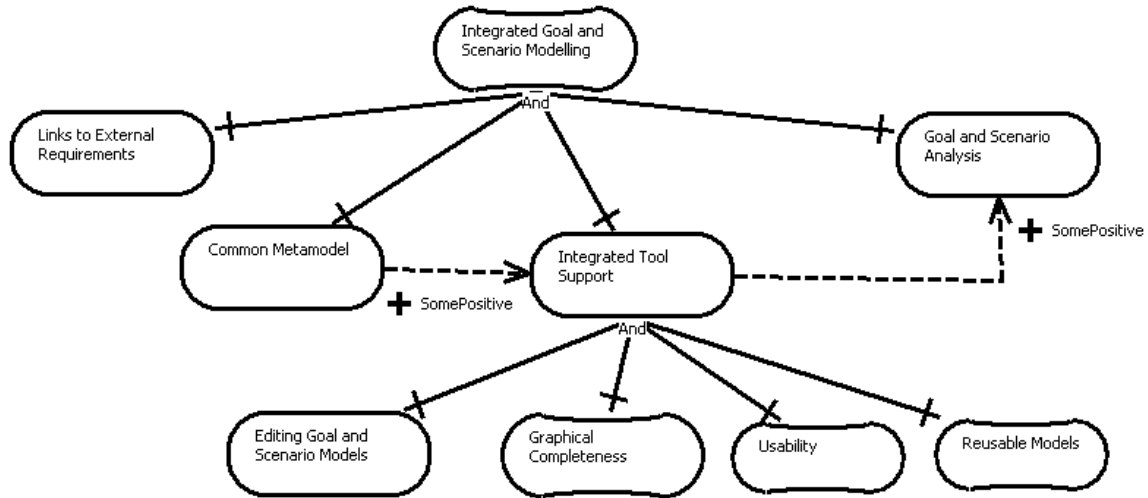 Integrated Goal and
Scenario Modelling
And
Links to External
Requirements
Goal and Scenario
Analysis
SomePositive
Common Metamodel
Integrated Tool
Support
SomePositive
And
Editing Goal and
Scenario Models
Graphical
Completeness
Usability
Reusable Models